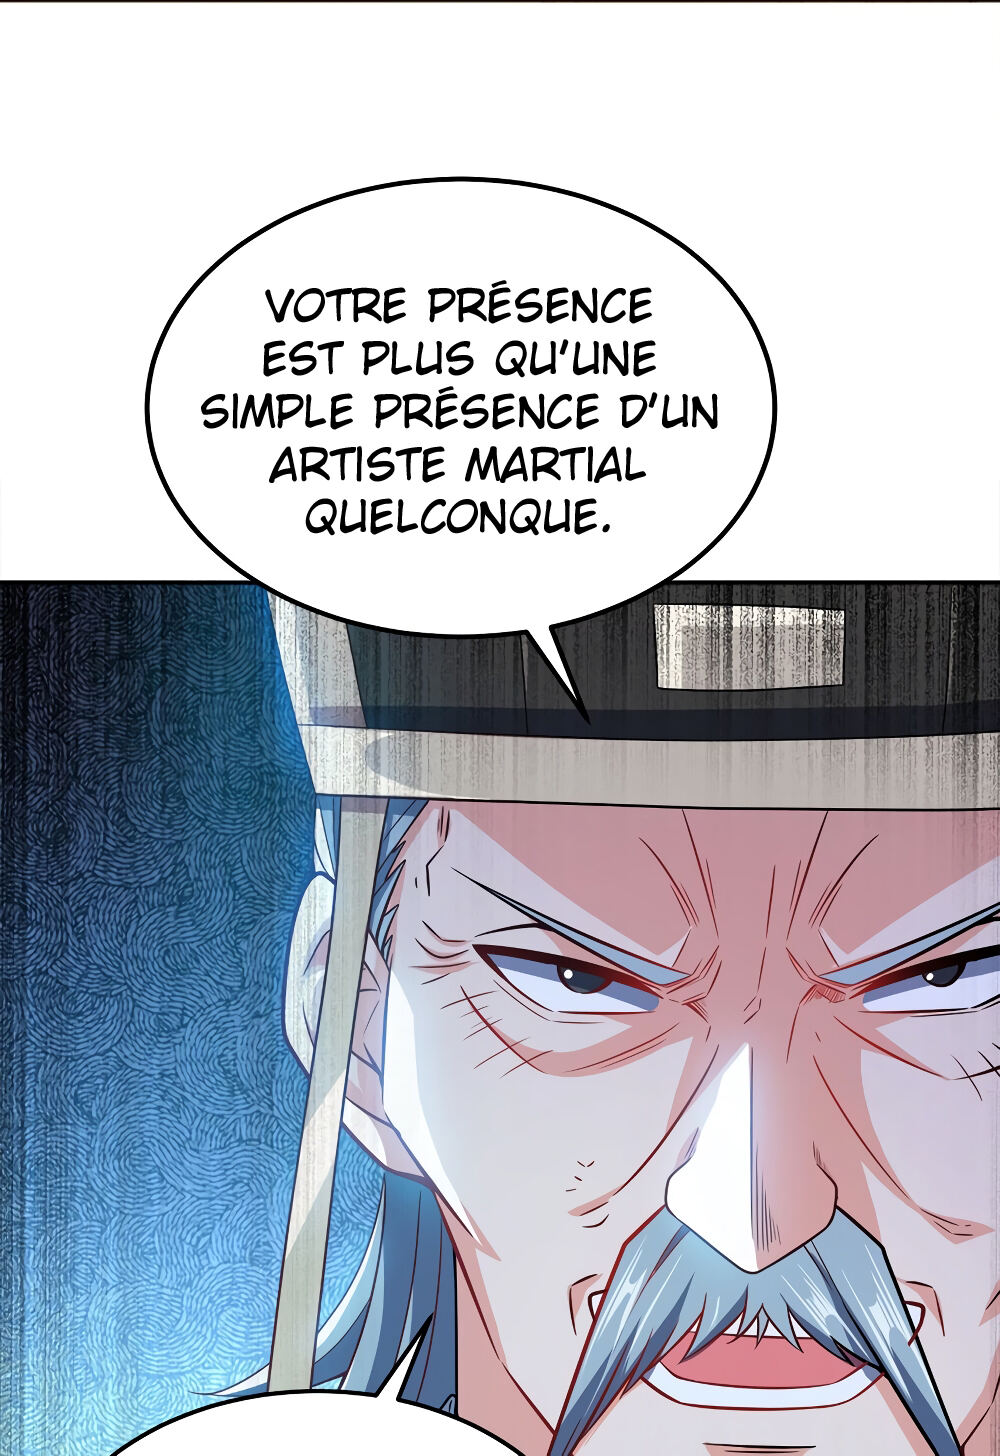 VOTRE PRÉSENCE
EST PLUS QU'UNE
SIMPLE PRÉSENCE D'UN
ARTISTE MARTIAL
QUELCONQUE.